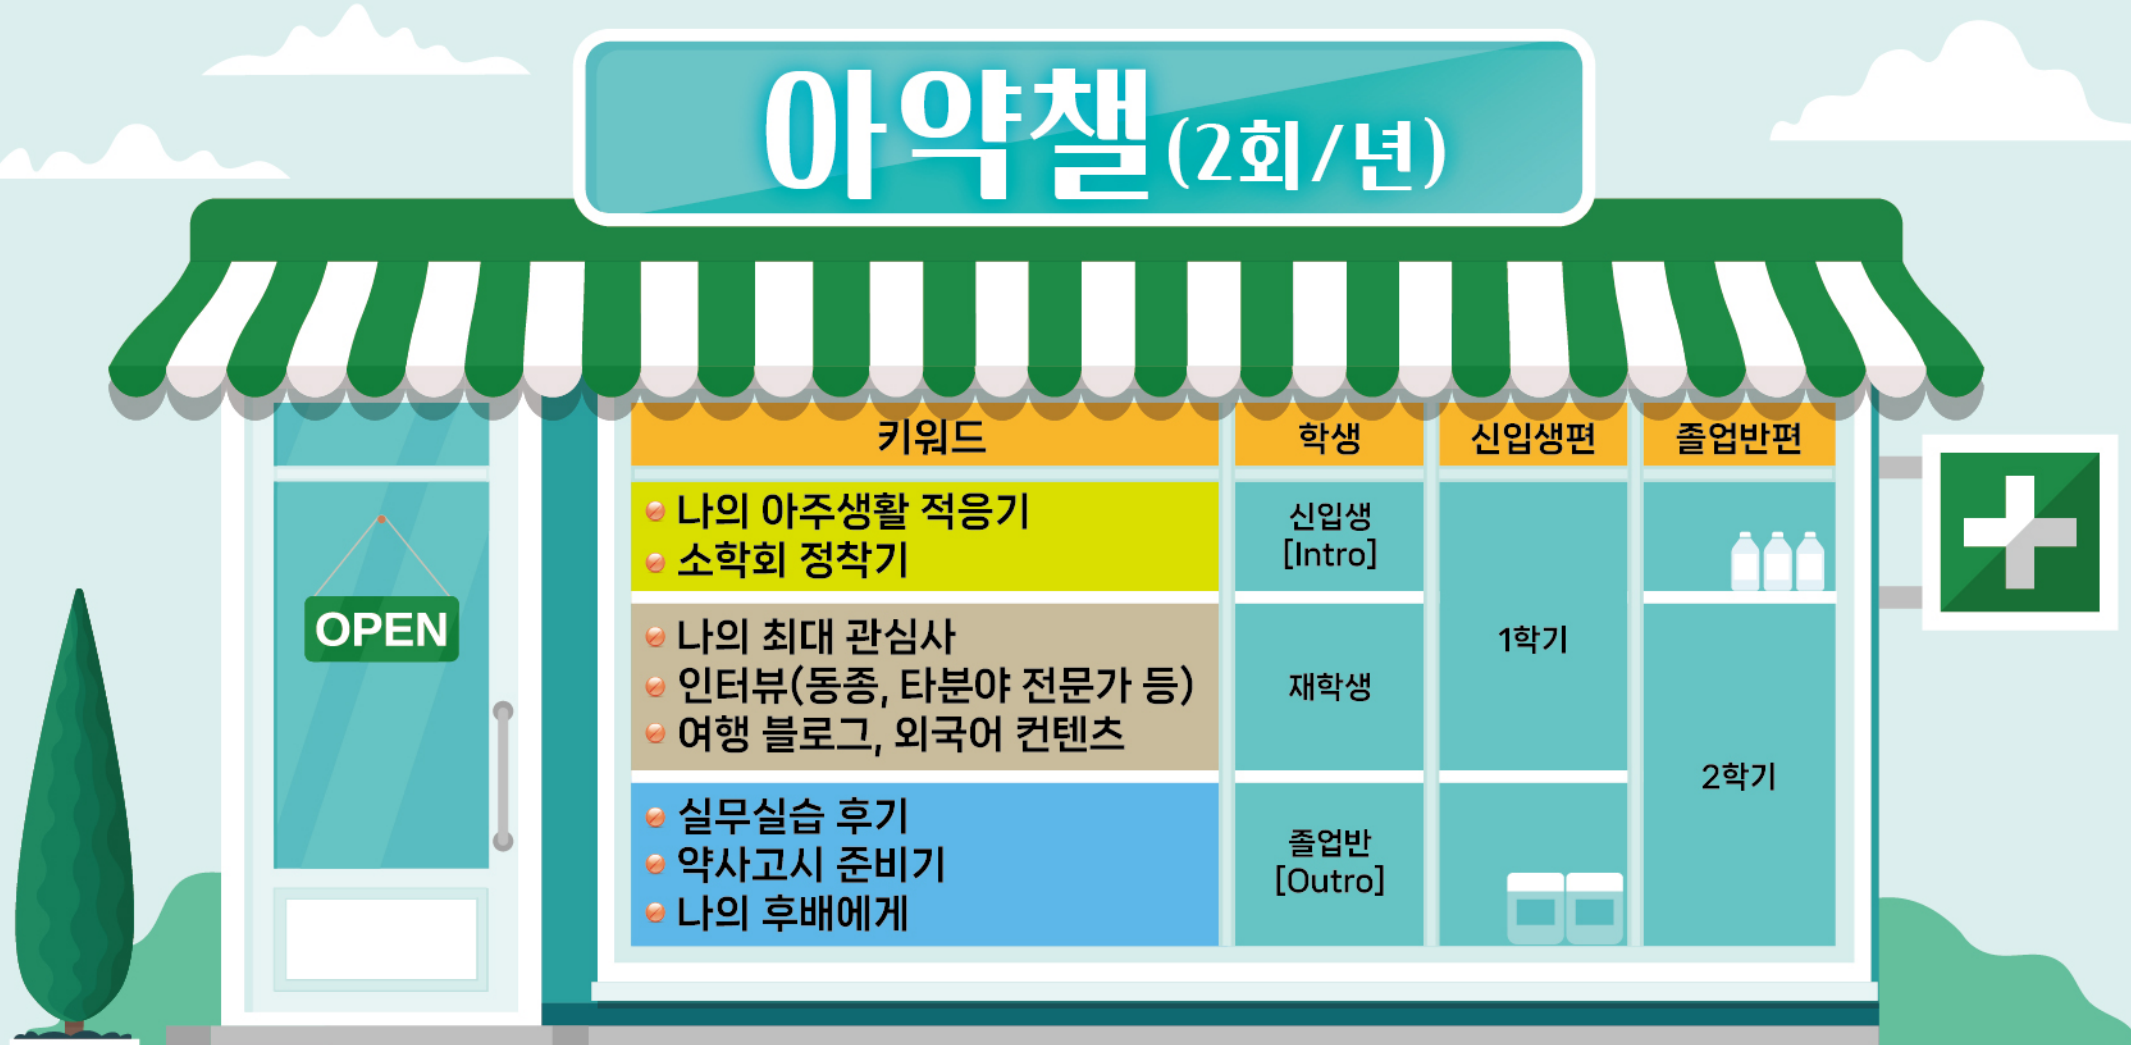 아약챌(2회/년)
OPEN
키워드
학생
신입생편
졸업반편
나의 아주생활 적응기
소학회 정착기
신입생
[Intro]
나의 최대 관심사
인터뷰(동종, 타분야 전문가 등)
여행 블로그, 외국어 컨텐츠
재학생
1학기
실무실습 후기
약사고시 준비기
나의 후배에게
졸업반
[Outro]
2학기